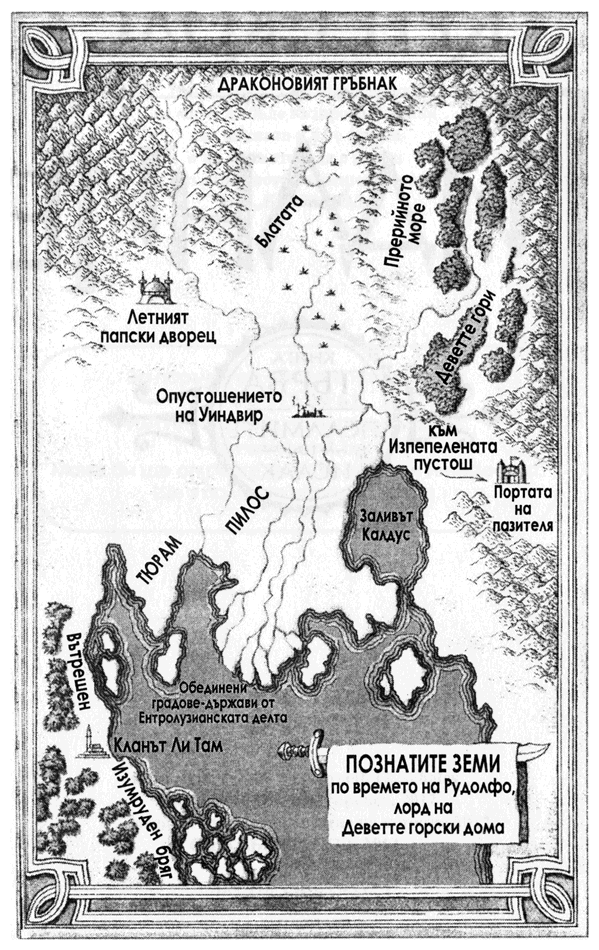 ДРАКОНОВИЯТ ГРЪБНАК
Блатата
Прерийното
море
Летният
папски дворец
Деветте гори
Опустошението
на Уиндвир
към
Изпепелената
пустош
Портата
на
пазителя
Заливът
Калдус
ПИЛОС
ТЮРАМ
Вътрешен
Обединени
градове-държави от
Ентролузианската делта
Кланът Ли Там
Изумруден бряг
ПОЗНАТИТЕ ЗЕМИ
по времето на Рудолфо,
лорд на
Деветте горски дома